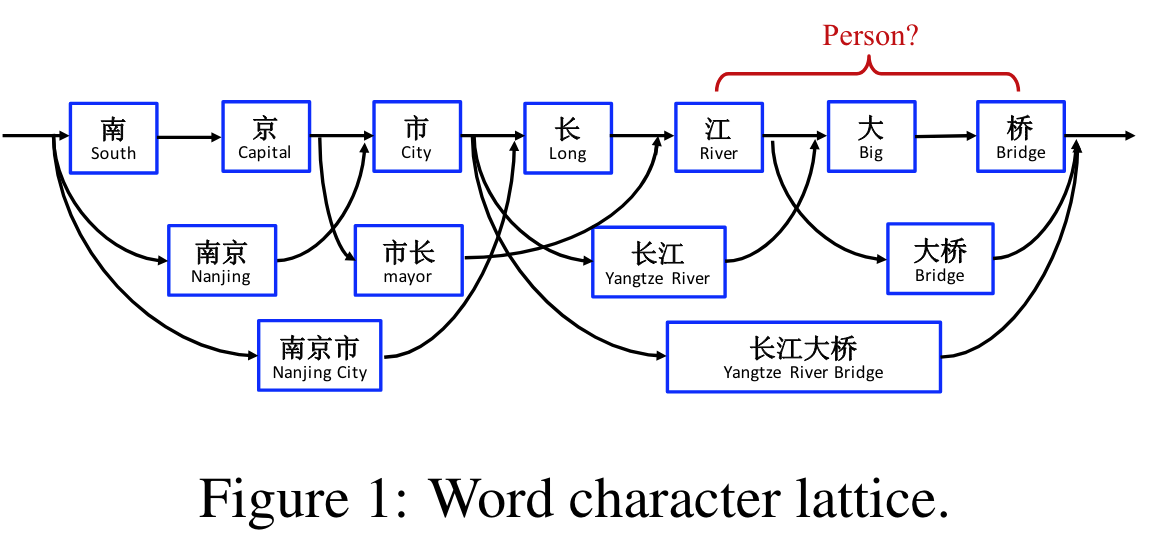 Person?
南
South
京
Capital
市
City
长
Long
江
River
大
Big
桥
Bridge
南京
Nanjing
市长
mayor
长江
Yangtze River
大桥
Bridge
南京市
Nanjing City
长江大桥
Yangtze River Bridge
Figure 1: Word character lattice.